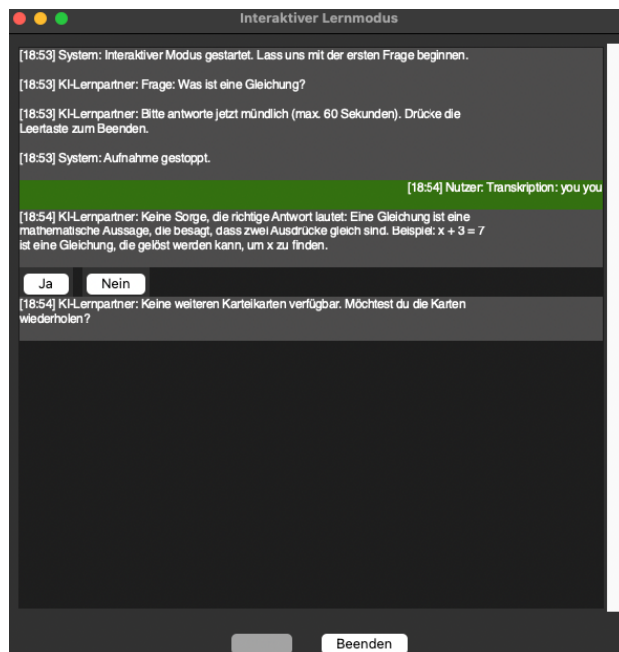 Interaktiver Lernmodus
[18:53] System: Interaktiver Modus gestartet. Lass uns mit der ersten Frage beginnen.
[18:53] KI-Lernpartner: Frage: Was ist eine Gleichung?
[18:53] KI-Lernpartner: Bitte antworte jetzt mündlich (max. 60 Sekunden). Drücke die
Leertaste zum Beenden.
[18:53] System: Aufnahme gestoppt.
[18:54] Nutzer: Transkription: you you
[18:54] KI-Lernpartner: Keine Sorge, die richtige Antwort lautet: Eine Gleichung ist eine
mathematische Aussage, die besagt, dass zwei Ausdrücke gleich sind. Beispiel: x + 3 = 7
ist eine Gleichung, die gelöst werden kann, um x zu finden.
Ja Nein
[18:54] KI-Lernpartner: Keine weiteren Karteikarten verfügbar. Möchtest du die Karten
wiederholen?
Beenden